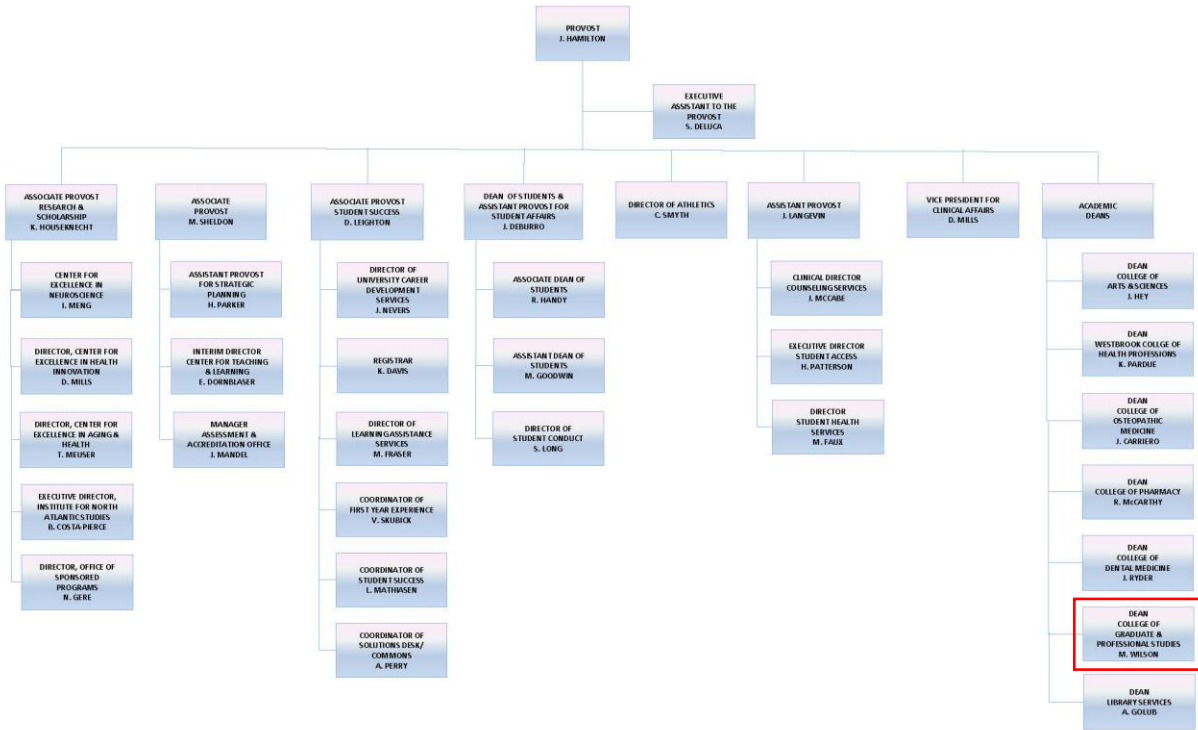 PROVOST
J. HAMILTON
EXECUTIVE
ASSISTANT TO THE
PROVOST
S. DELUCA
ASSOCIATE PROVOST
RESEARCH &
SCHOLARSHIP
K. HOUSEKNECHT
ASSOCIATE
PROVOST
M. SHELDON
ASSOCIATE PROVOST
STUDENT SUCCESS
D. LEIGHTON
DEAN OF STUDENTS &
ASSISTANT PROVOST FOR
STUDENT AFFAIRS
J. DEBURRO
DIRECTOR OF ATHLETICS
C. SMYTH
ASSISTANT PROVOST
J. LANGEVIN
VICE PRESIDENT FOR
CLINICAL AFFAIRS
D. MILLS
ACADEMIC
DEANS
CENTER FOR
EXCELLENCE IN
NEUROSCIENCE
I. MENG
DIRECTOR, CENTER FOR
EXCELLENCE IN HEALTH
INNOVATION
D. MILLS
DIRECTOR, CENTER FOR
EXCELLENCE IN AGING &
HEALTH
T. MEUSER
EXECUTIVE DIRECTOR,
INSTITUTE FOR NORTH
ATLANTIC STUDIES
B. COSTA-PIERCE
DIRECTOR, OFFICE OF
SPONSORED
PROGRAMS
N. GERE
ASSISTANT PROVOST
FOR STRATEGIC
PLANNING
H. PARKER
INTERIM DIRECTOR
CENTER FOR TEACHING
& LEARNING
E. DORNBLASER
MANAGER
ASSESSMENT &
ACCREDITATION OFFICE
J. MANDEL
DIRECTOR OF
UNIVERSITY CAREER
DEVELOPMENT
SERVICES
J. NEVERS
REGISTRAR
K. DAVIS
DIRECTOR OF
LEARNING ASSISTANCE
SERVICES
M. FRASER
COORDINATOR OF
FIRST YEAR EXPERIENCE
V. SKUBICK
COORDINATOR OF
STUDENT SUCCESS
L. MATHIASEN
COORDINATOR OF
SOLUTIONS DESK/
COMMONS
A. PERRY
ASSOCIATE DEAN OF
STUDENTS
R. HANDY
ASSISTANT DEAN OF
STUDENTS
M. GOODWIN
DIRECTOR OF
STUDENT CONDUCT
S. LONG
CLINICAL DIRECTOR
COUNSELING SERVICES
J. MCCABE
EXECUTIVE DIRECTOR
STUDENT ACCESS
H. PATTERSON
DIRECTOR
STUDENT HEALTH
SERVICES
M. FAUX
DEAN
COLLEGE OF
ARTS & SCIENCES
J. HEY
DEAN
WESTBROOK COLLGE OF
HEALTH PROFESSIONS
K. PARDUE
DEAN
COLLEGE OF
OSTEOPATHIC
MEDICINE
J. CARRIERO
DEAN
COLLEGE OF PHARMACY
R. McCARTHY
DEAN
COLLEGE OF
DENTAL MEDICINE
J. RYDER
DEAN
COLLEGE OF
GRADUATE &
PROFESSIONAL STUDIES
M. WILSON
DEAN
LIBRARY SERVICES
A. GOLUB